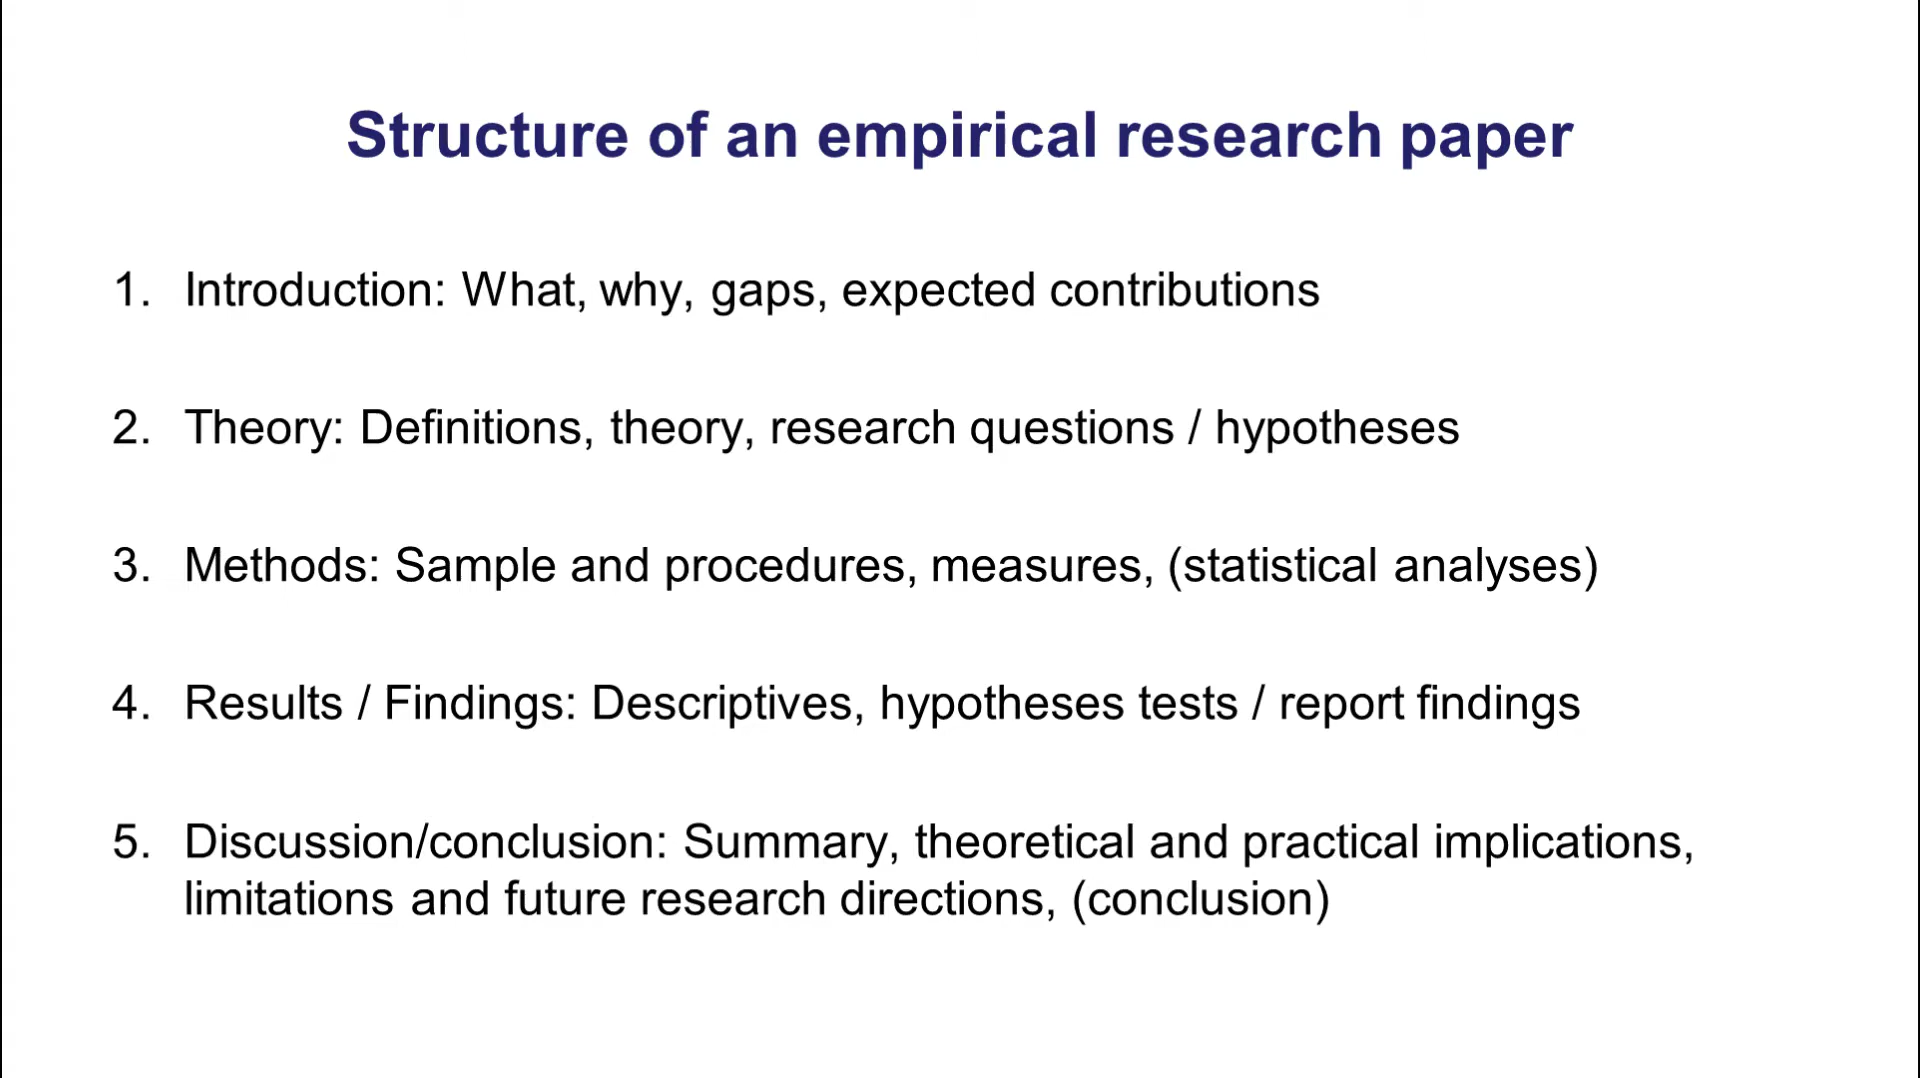 Structure of an empirical research paper
1. Introduction: What, why, gaps, expected contributions
2. Theory: Definitions, theory, research questions / hypotheses
3. Methods: Sample and procedures, measures, (statistical analyses)
4. Results / Findings: Descriptives, hypotheses tests / report findings
5. Discussion/conclusion: Summary, theoretical and practical implications,
limitations and future research directions, (conclusion)